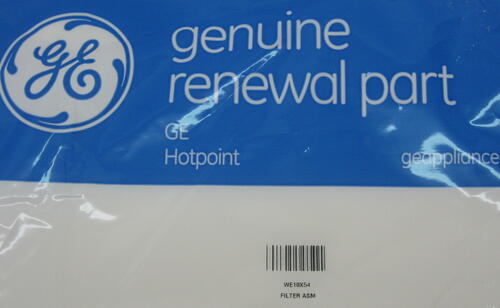 GE
genuine
renewal part
GE
Hotpoint
geappliance
WE18X54
FILTER ASM